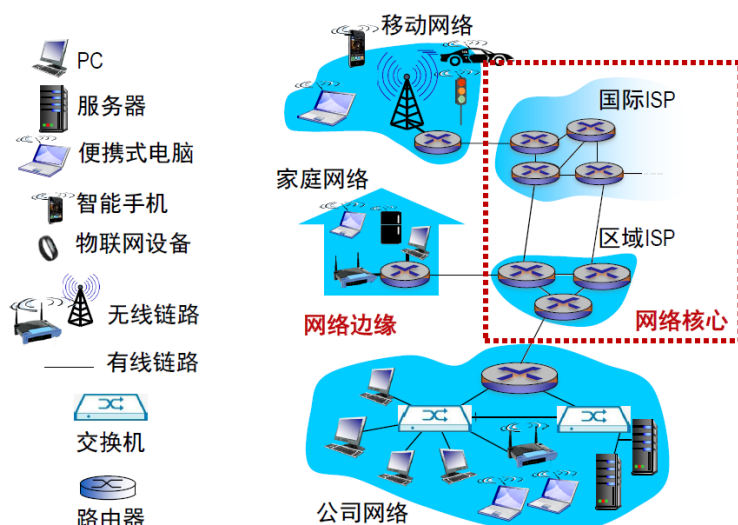 PC
服务器
便携式电脑
智能手机
物联网设备
无线链路
有线链路
交换机
路由器
移动网络
国际ISP
家庭网络
区域ISP
网络边缘
网络核心
公司网络